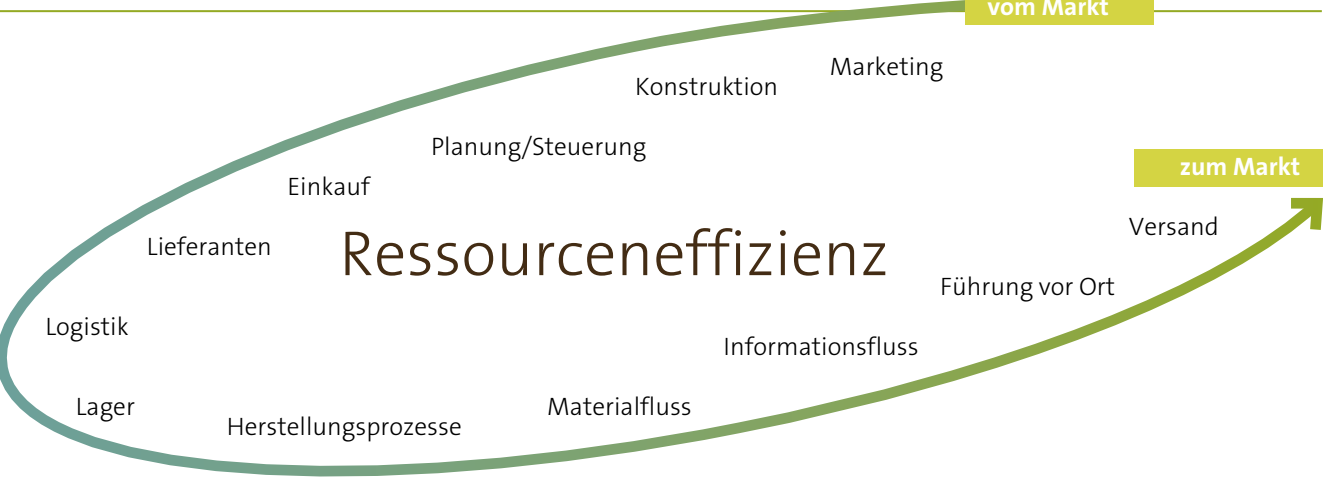 vom Markt
Marketing
Konstruktion
Planung/Steuerung
Einkauf
Lieferanten
Logistik
Lager
Herstellungsprozesse
Materialfluss
Informationsfluss
Führung vor Ort
Versand
zum Markt
Ressourceneffizienz